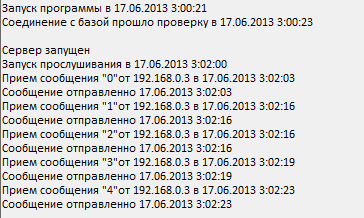 Запуск программы в 17.06.2013 3:00:21
Соединение с базой прошло проверку в 17.06.2013 3:00:23
Сервер запущен
Запуск прослушивания в 17.06.2013 3:02:00
Прием сообщения "0"от 192.168.0.3 в 17.06.2013 3:02:03
Сообщение отправленно 17.06.2013 3:02:03
Прием сообщения "1"от 192.168.0.3 в 17.06.2013 3:02:16
Сообщение отправленно 17.06.2013 3:02:16
Прием сообщения "2"от 192.168.0.3 в 17.06.2013 3:02:16
Сообщение отправленно 17.06.2013 3:02:16
Прием сообщения "3"от 192.168.0.3 в 17.06.2013 3:02:19
Сообщение отправленно 17.06.2013 3:02:19
Прием сообщения "4"от 192.168.0.3 в 17.06.2013 3:02:23
Сообщение отправленно 17.06.2013 3:02:23